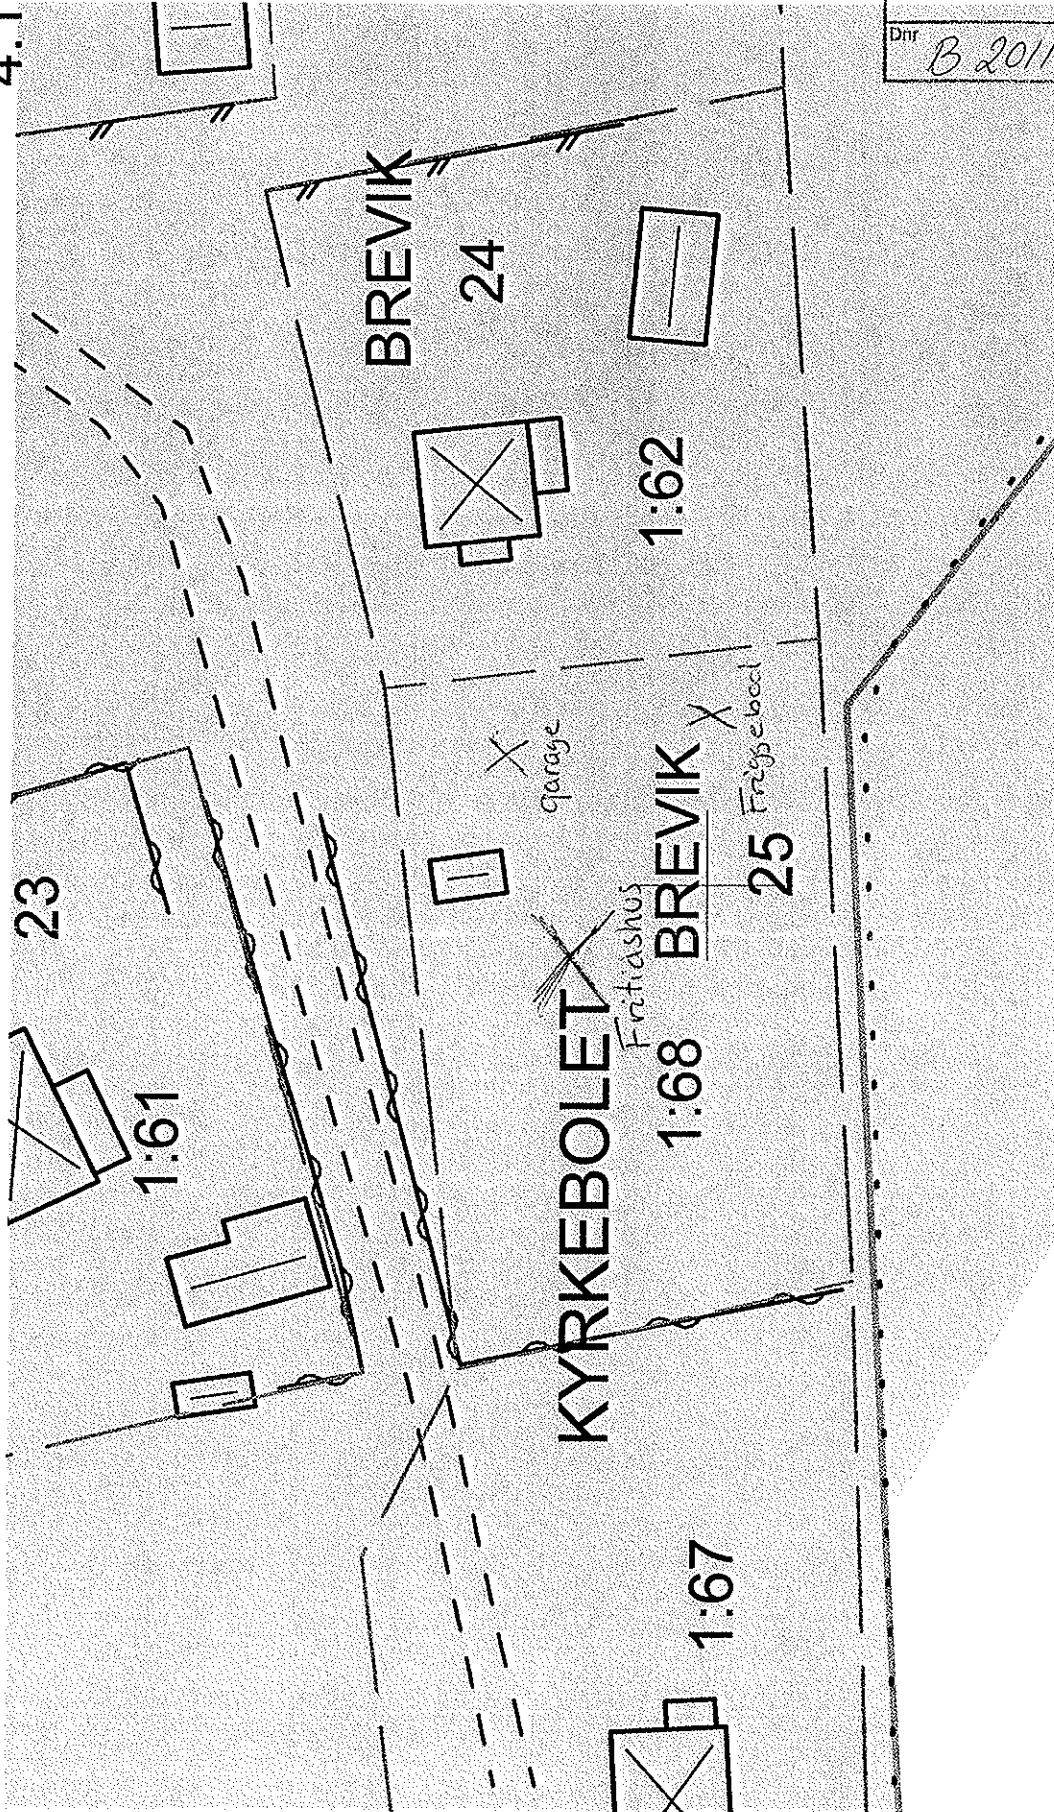 Dnr
B 2011
BREVIK
24
1:62
23
1:61
garage
Friggebod
BREVIK
25
Fritidshus
KYRKEBOLET
1:68
1:67